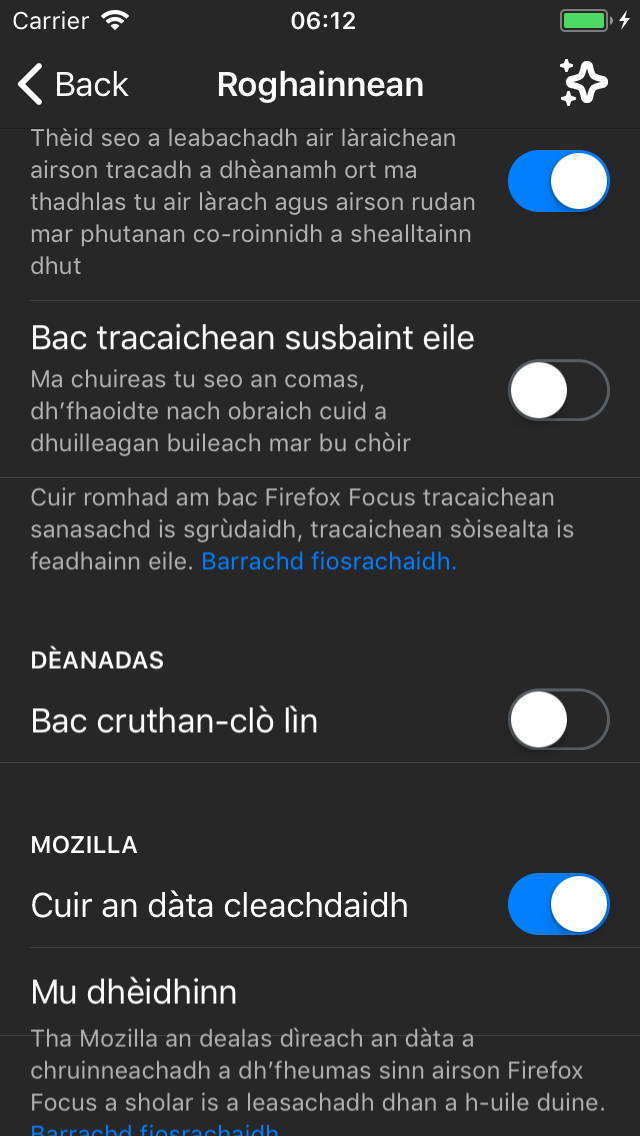 Carrier
06:12
Back
Roghainnean
Thèid seo a leabachadh air làraichean
airson tracadh a dhèanamh ort ma
thadhlas tu air làrach agus airson rudan
mar phutanan co-roinnidh a shealltainn
dhut
Bac tracaichean susbaint eile
Ma chuireas tu seo an comas,
dh’fhaoidte nach obraich cuid a
dhuilleagan buileach mar bu chòir
Cuir romhad am bac Firefox Focus tracaichean
sanasachd is sgrùdaidh, tracaichean sòisealta is
feadhainn eile. Barrachd fiosrachaidh.
DÈANADAS
Bac cruthan-clò lìn
MOZILLA
Cuir an dàta cleachdaidh
Mu dhèidhinn
Tha Mozilla an dealas dìreach an dàta a
chruinneachadh a dh’fheumas sinn airson Firefox
Focus a sholar is a leasachadh dhan a h-uile duine.
Barrachd fiosrachaidh